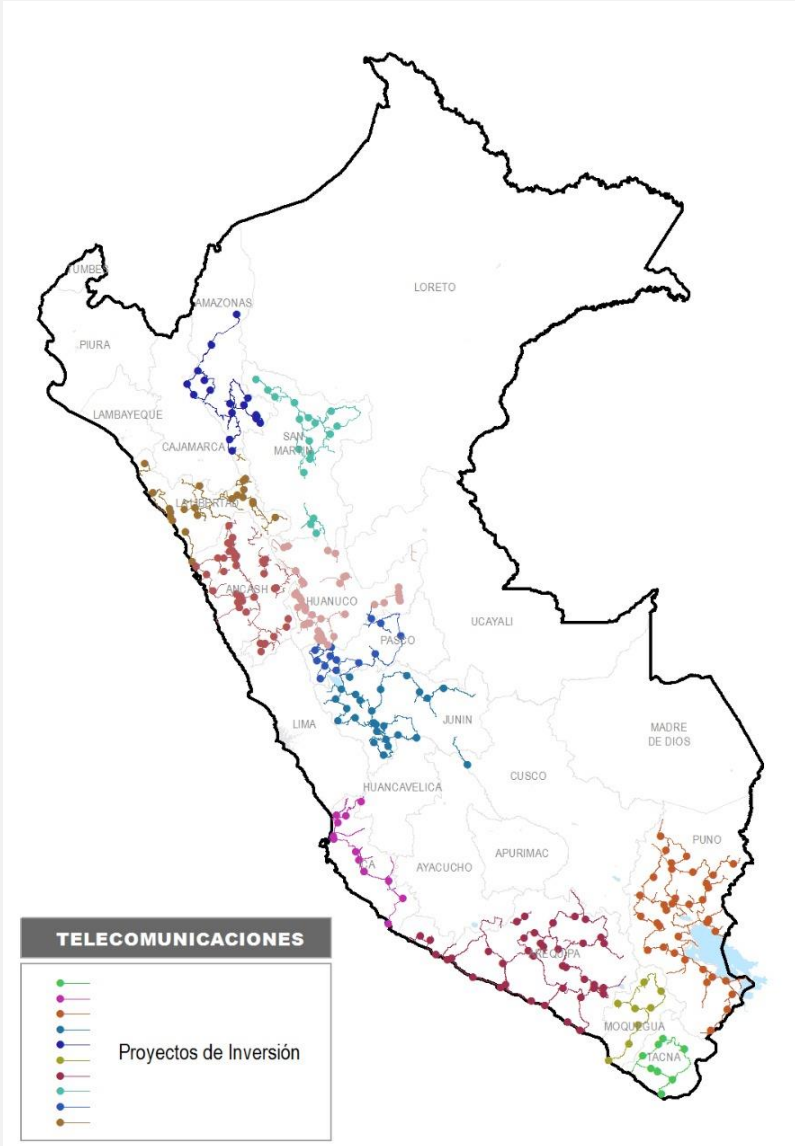 TUMBES
AMAZONAS
LORETO
PIURA
LAMBAYEQUE
CAJAMARCA
SAN
MARTIN
LA LIBERTAD
ANCASH
HUANUCO
UCAYALI
PASCO
LIMA
JUNIN
MADRE
DE DIOS
HUANCAVELICA
CUSCO
ICA
AYACUCHO
APURIMAC
PUNO
AREQUIPA
MOQUEGUA
TACNA
TELECOMUNICACIONES
Proyectos de Inversión